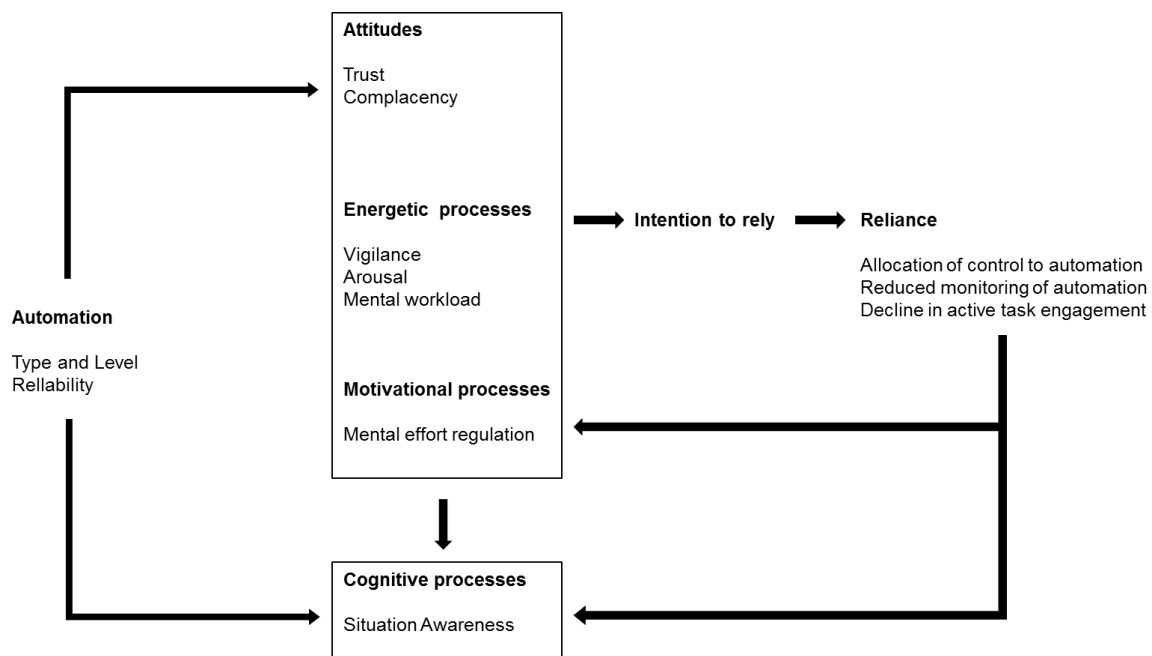 Attitudes
Trust
Complacency
Energetic processes
Vigilance
Arousal
Mental workload
Motivational processes
Mental effort regulation
Intention to rely
Reliance
Allocation of control to automation
Reduced monitoring of automation
Decline in active task engagement
Automation
Type and Level
Rellability
Cognitive processes
Situation Awareness